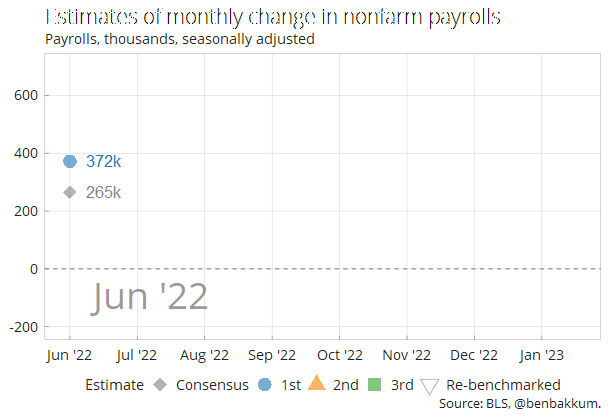 Estimates of monthly change in nonfarm payrolls
Payrolls, thousands, seasonally adjusted
600
400
372k
265k
200
0
Jun '22
-200
Jun '22 Jul '22 Aug '22 Sep '22 Oct '22 Nov '22 Dec '22 Jan '23
Estimate Consensus 1st 2nd 3rd Re-benchmarked
Source: BLS, @benbakkum.